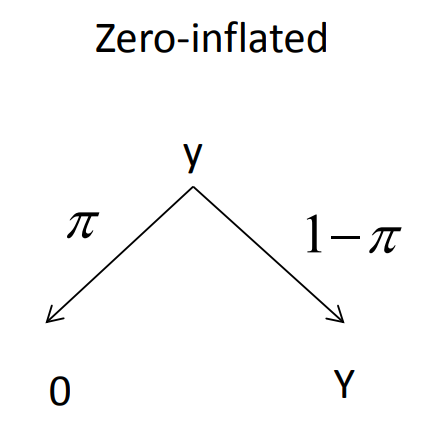 Zero-inflated
y
π
1−π
0
Y